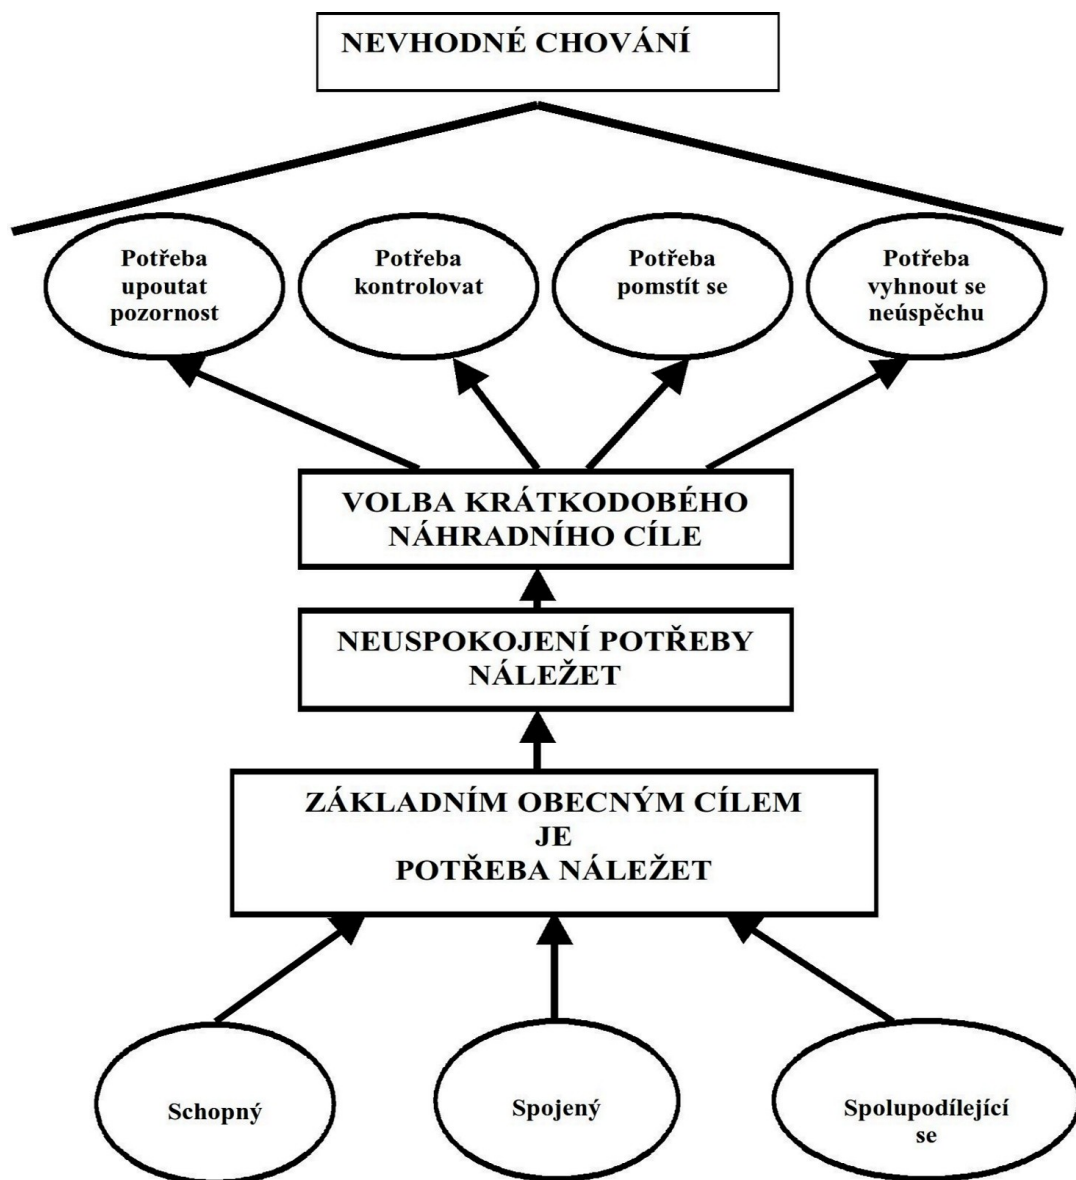 NEVHODNÉ CHOVÁNÍ
Potřeba
upoutat
pozornost
Potřeba
kontrolovat
Potřeba
pomstít se
Potřeba
vyhnout se
neúspěchu
VOLBA KRÁTKODOBÉHO
NÁHRADNÍHO CÍLE
NEUSPOKOJENÍ POTŘEBY
NÁLEŽET
ZÁKLADNÍM OBECNÝM CÍLEM
JE
POTŘEBA NÁLEŽET
Schopný
Spojený
Spolupodílející
se